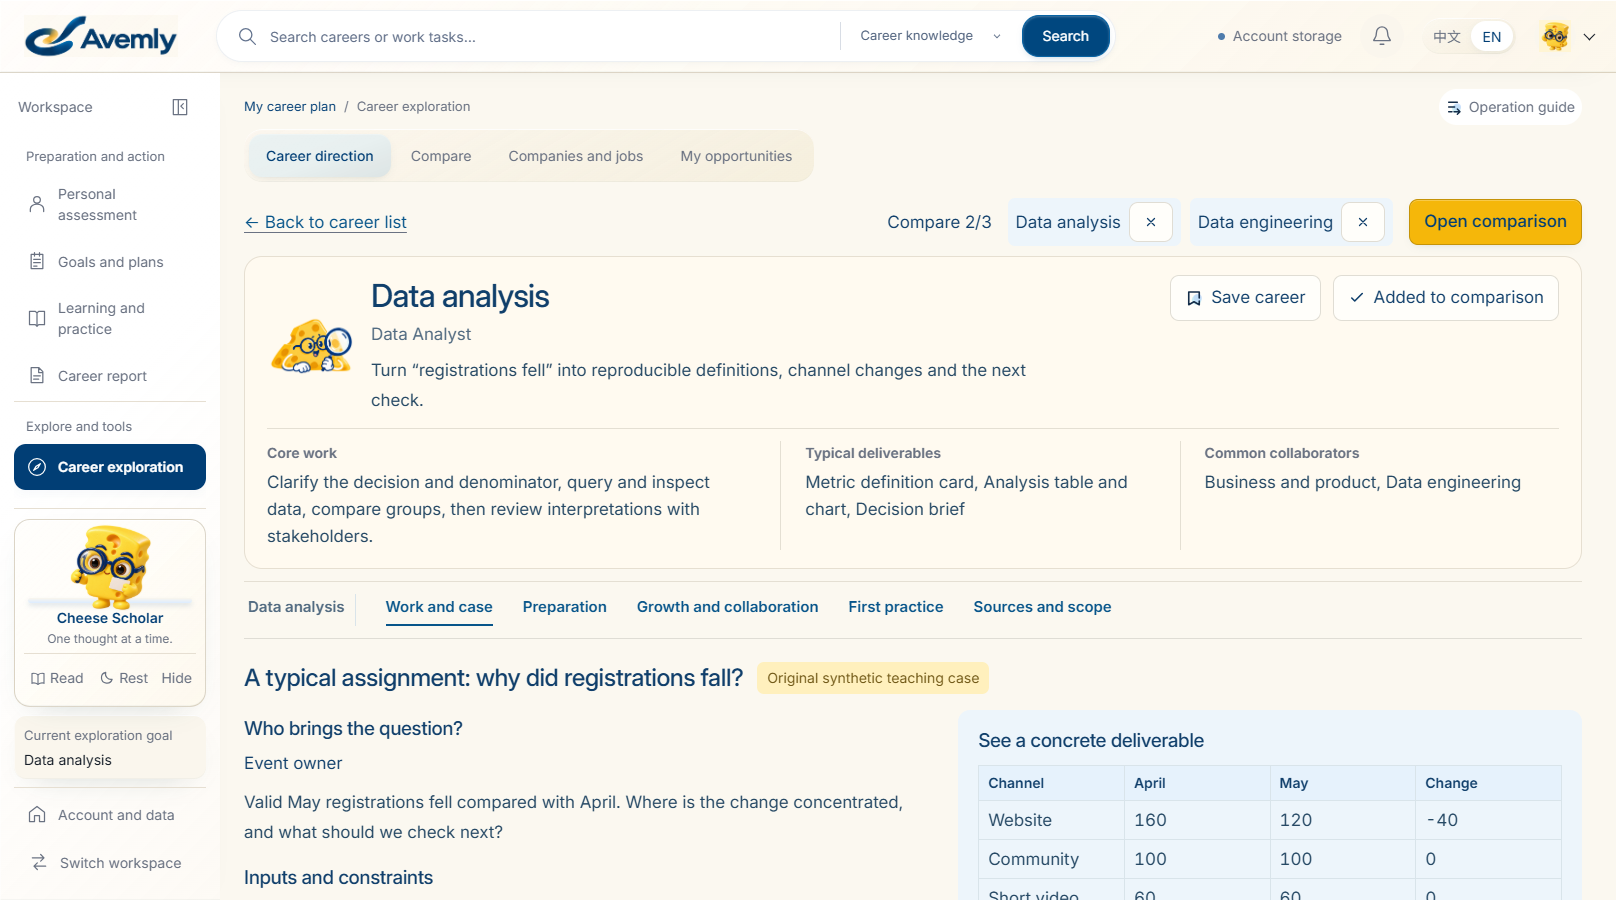 Avemly
Search careers or work tasks...
Career knowledge
Search
Account storage
中文
EN
Workspace
Preparation and action
Personal
assessment
Goals and plans
Learning and
practice
Career report
Explore and tools
Career exploration
Cheese Scholar
One thought at a time.
Read
Rest
Hide
Current exploration goal
Data analysis
Account and data
Switch workspace
My career plan / Career exploration
Operation guide
Career direction
Compare
Companies and jobs
My opportunities
← Back to career list
Compare 2/3
Data analysis ×
Data engineering ×
Open comparison
Data analysis
Data Analyst
Turn “registrations fell” into reproducible definitions, channel changes and the next
check.
Save career
Added to comparison
Core work
Clarify the decision and denominator, query and inspect
data, compare groups, then review interpretations with
stakeholders.
Typical deliverables
Metric definition card, Analysis table and
chart, Decision brief
Common collaborators
Business and product, Data engineering
Data analysis
Work and case
Preparation
Growth and collaboration
First practice
Sources and scope
A typical assignment: why did registrations fall?
Original synthetic teaching case
Who brings the question?
Event owner
Valid May registrations fell compared with April. Where is the change concentrated,
and what should we check next?
Inputs and constraints
See a concrete deliverable
Channel April May Change
Website 160 120 -40
Community 100 100 0
Short video 60 60 0